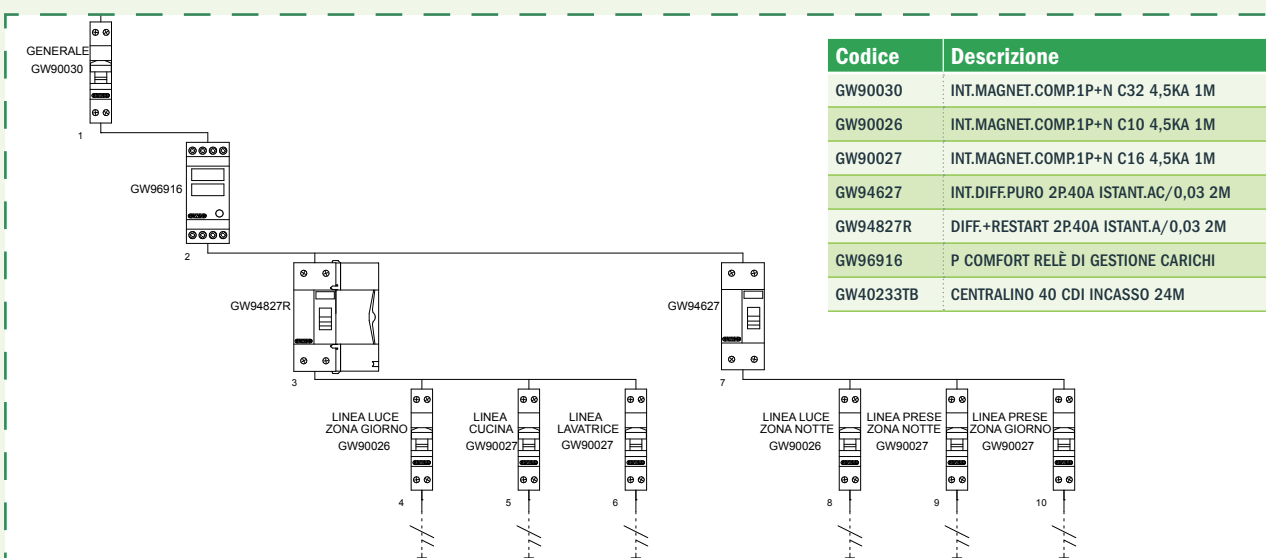 GENERALE
GW90030
1
GW96916
2
GW94827R
3
GW94627
7
LINEA LUCE
ZONA GIORNO
GW90026
4
LINEA
CUCINA
GW90027
5
LINEA
LAVATRICE
GW90027
6
LINEA LUCE
ZONA NOTTE
GW90026
8
LINEA PRESE
ZONA NOTTE
GW90027
9
LINEA PRESE
ZONA GIORNO
GW90027
10
Codice Descrizione
GW90030 INT.MAGNET.COMP.1P+N C32 4,5KA 1M
GW90026 INT.MAGNET.COMP.1P+N C10 4,5KA 1M
GW90027 INT.MAGNET.COMP.1P+N C16 4,5KA 1M
GW94627 INT.DIFF.PURO 2P.40A ISTANT.AC/0,03 2M
GW94827R DIFF.+RESTART 2P.40A ISTANT.A/0,03 2M
GW96916 P COMFORT RELÈ DI GESTIONE CARICHI
GW40233TB CENTRALINO 40 CDI INCASSO 24M